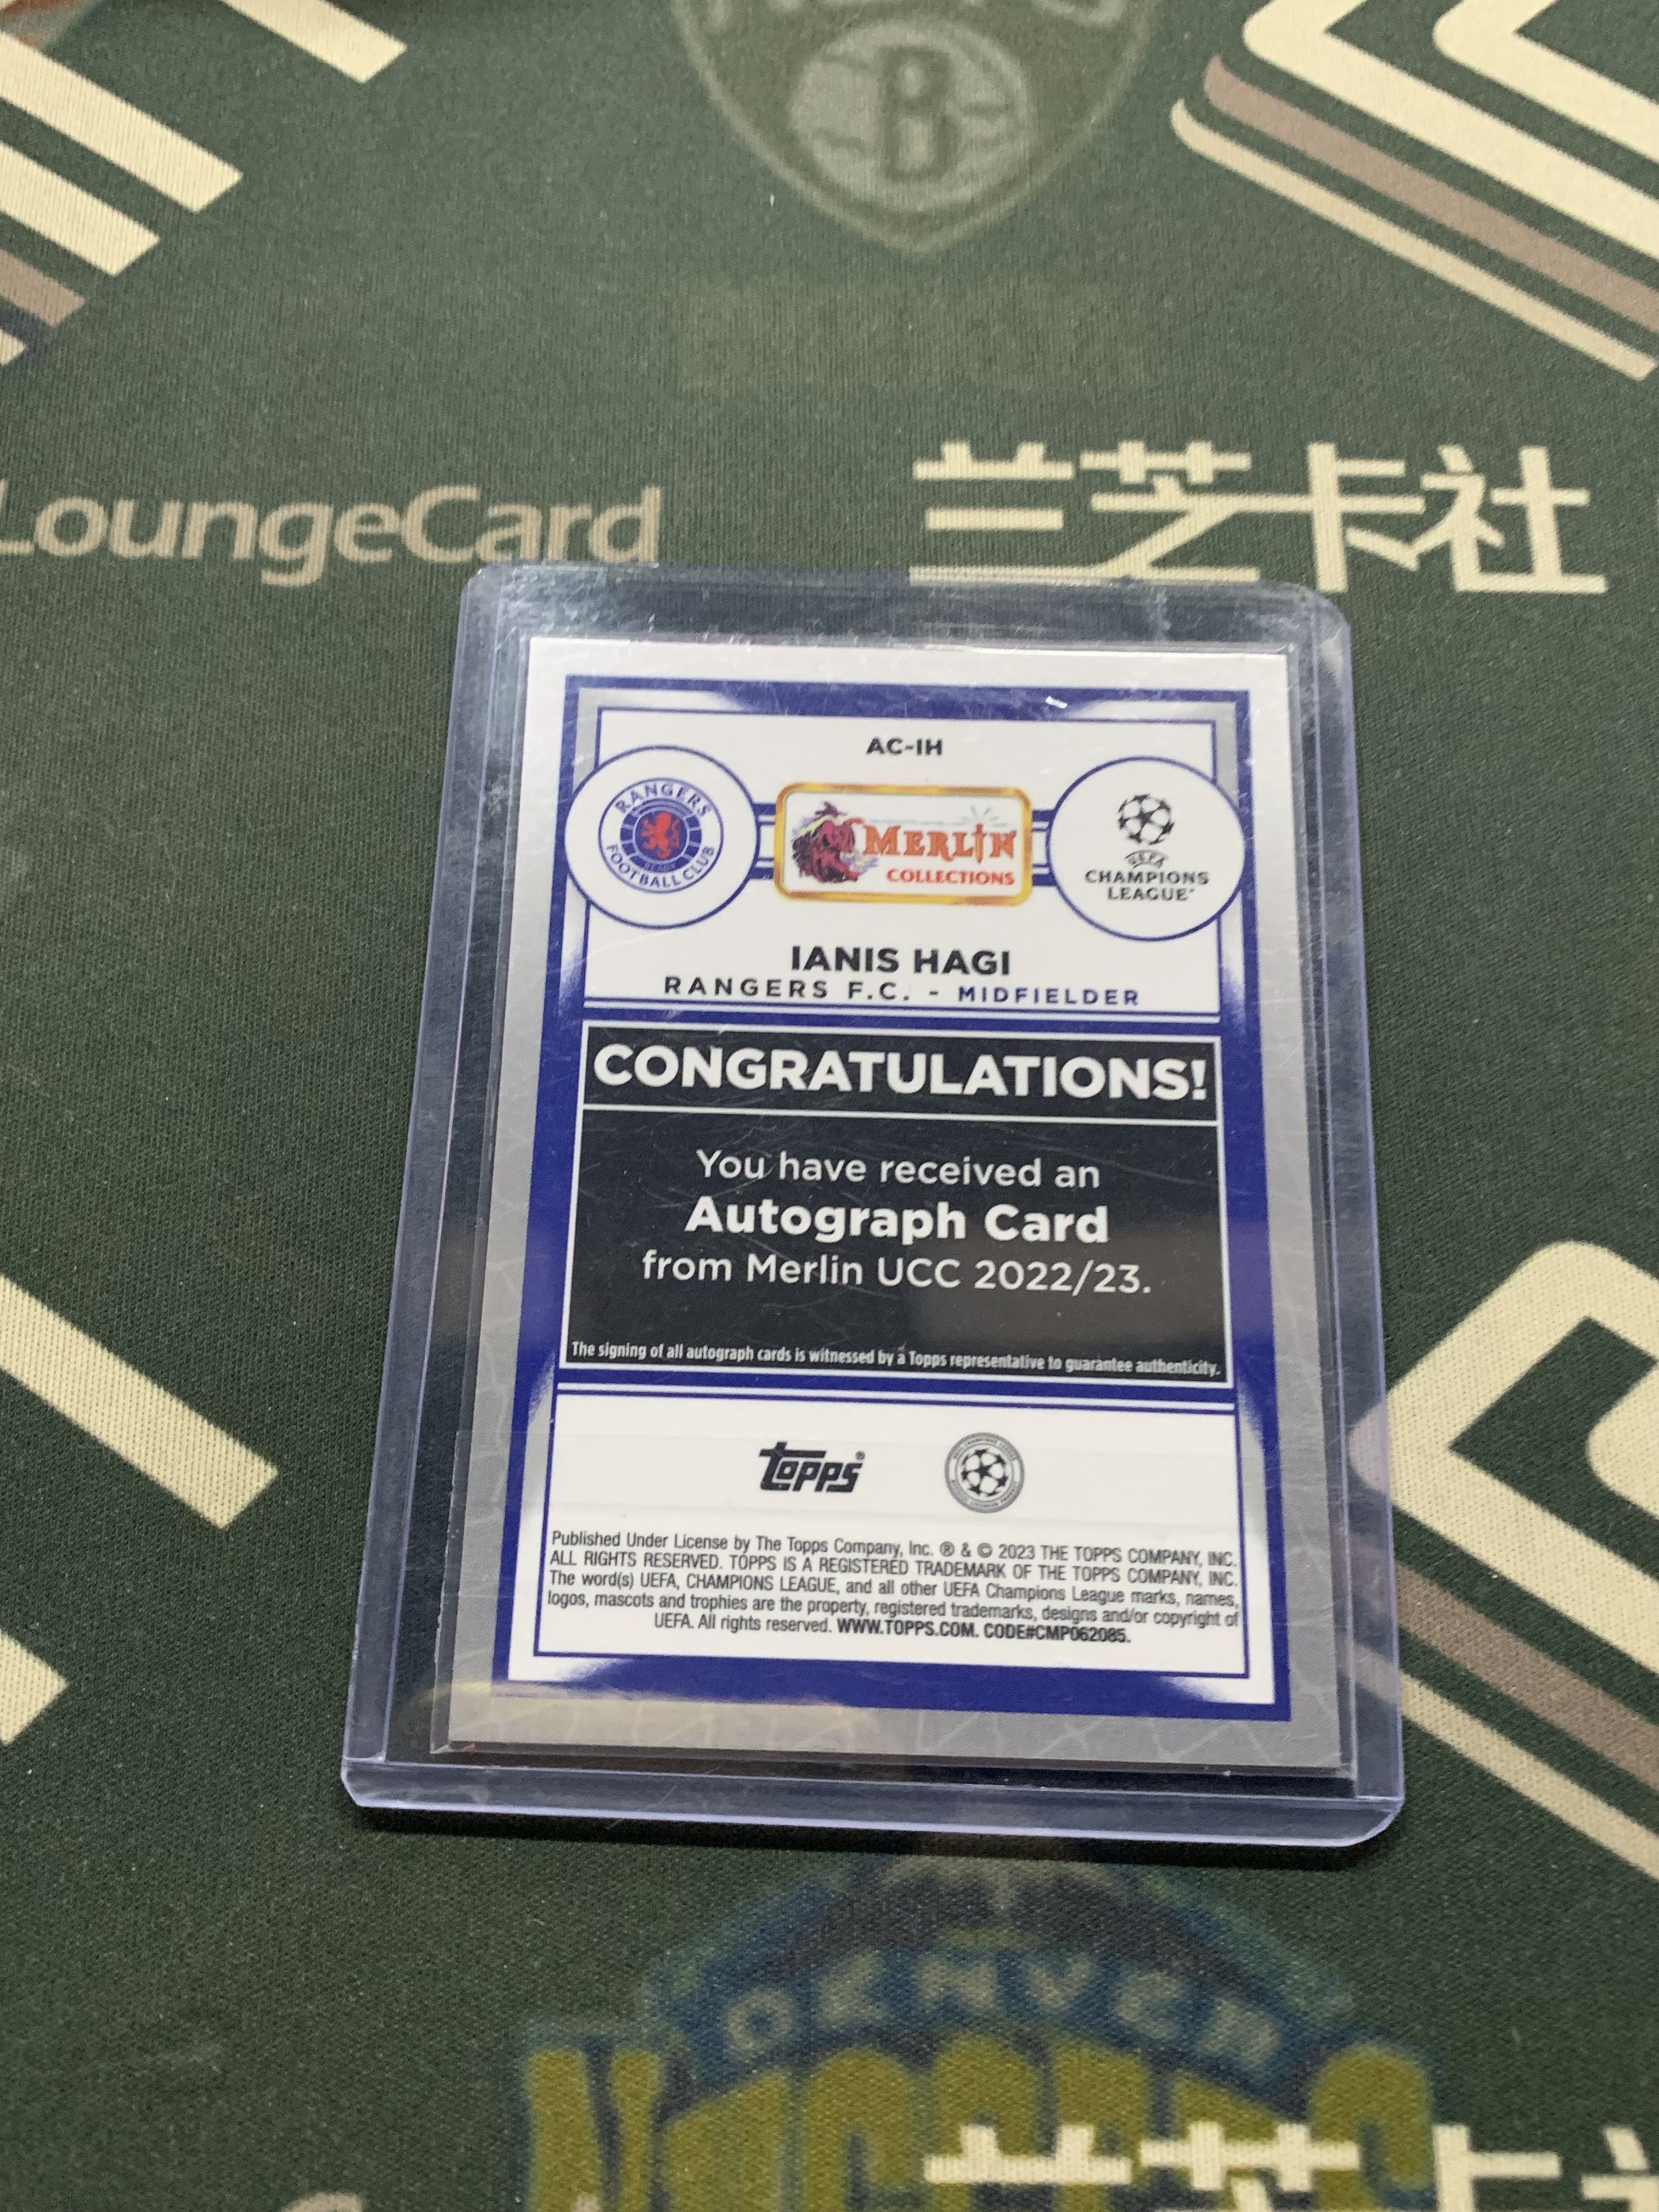 B
LoungeCard
兰芝卡社
AC-IH
RANGERS
FOOTBALL CLUB
READY
MERLIN
COLLECTIONS
UEFA
CHAMPIONS
LEAGUE
IANIS HAGI
RANGERS F.C. - MIDFIELDER
CONGRATULATIONS!
You have received an
Autograph Card
from Merlin UCC 2022/23.
The signing of all autograph cards is witnessed by a Topps representative to guarantee authenticity.
Topps®
Published Under License by The Topps Company, Inc. ® & © 2023 THE TOPPS COMPANY, INC.
ALL RIGHTS RESERVED. TOPPS IS A REGISTERED TRADEMARK OF THE TOPPS COMPANY, INC.
The word(s) UEFA, CHAMPIONS LEAGUE, and all other UEFA Champions League marks, names,
logos, mascots and trophies are the property, registered trademarks, designs and/or copyright of
UEFA. All rights reserved. WWW.TOPPS.COM. CODE#CMP062085.
DENVER
NUGGETS